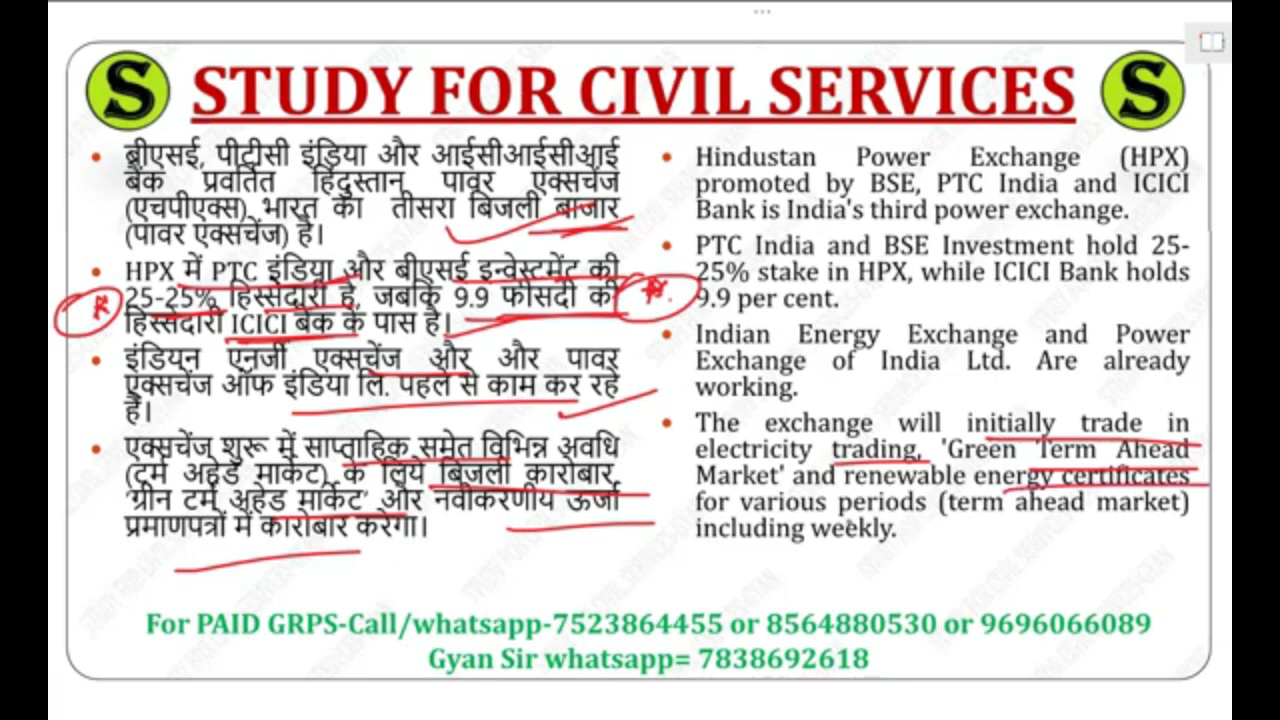 S STUDY FOR CIVIL SERVICES S
• बीएसई, पीटीसी इंडिया और आईसीआईसीआई
बैंक प्रवर्तित हिंदुस्तान पावर एक्सचेंज
(एचपीएक्स) भारत का तीसरा बिजली बाजार
(पावर एक्सचेंज) है।
• HPX में PTC इंडिया और बीएसई इन्वेस्टमेंट की
25-25% हिस्सेदारी है, जबकि 9.9 फीसदी की
हिस्सेदारी ICICI बैंक के पास है।
• इंडियन एनर्जी एक्सचेंज और और पावर
एक्सचेंज ऑफ इंडिया लि. पहले से काम कर रहे
हैं।
• एक्सचेंज शुरू में साप्ताहिक समेत विभिन्न अवधि
(टर्म अहेड मार्केट) के लिये बिजली कारोबार,
'ग्रीन टर्म अहेड मार्केट' और नवीकरणीय ऊर्जा
प्रमाणपत्रों में कारोबार करेगा।
• Hindustan Power Exchange (HPX)
promoted by BSE, PTC India and ICICI
Bank is India's third power exchange.
• PTC India and BSE Investment hold 25-
25% stake in HPX, while ICICI Bank holds
9.9 per cent.
• Indian Energy Exchange and Power
Exchange of India Ltd. Are already
working.
• The exchange will initially trade in
electricity trading, 'Green Term Ahead
Market' and renewable energy certificates
for various periods (term ahead market)
including weekly.
For PAID GRPS-Call/whatsapp-7523864455 or 8564880530 or 9696066089
Gyan Sir whatsapp= 7838692618